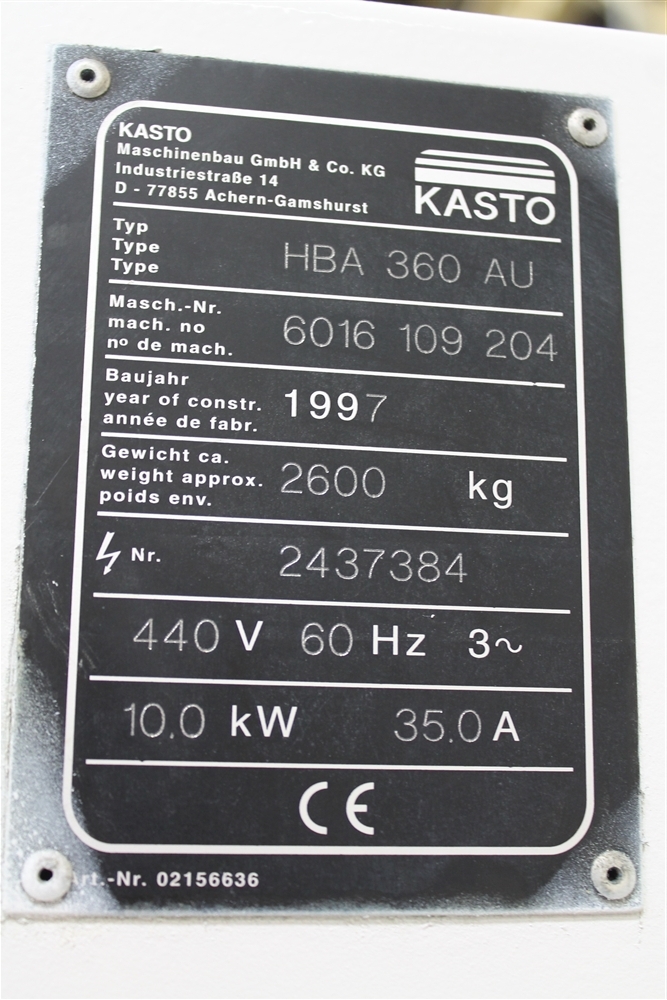 KASTO
Maschinenbau GmbH & Co. KG
Industriestraße 14
D - 77855 Achern-Gamshurst
KASTO
Typ
Type
Type
HBA 360 AU
Masch.-Nr.
mach. no
nº de mach.
6016 109 204
Baujahr
year of constr.
année de fabr.
1997
Gewicht ca.
weight approx.
poids env.
2600 kg
Nr. 2437384
440 V 60 Hz 3~
10.0 kW 35.0 A
CE
Art.-Nr. 02156636